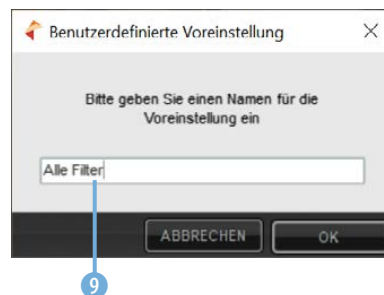 Benutzerdefinierte Voreinstellung
Bitte geben Sie einen Namen für die
Voreinstellung ein
Alle Filter
ABBRECHEN
OK
9